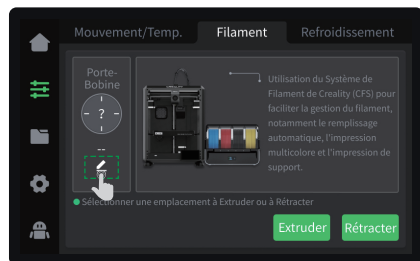 Mouvement/Temp.
Filament
Refroidissement
Porte-
Bobine
?
--
Utilisation du Système de
Filament de Creality (CFS) pour
faciliter la gestion du filament,
notamment le remplissage
automatique, l'impression
multicolore et l'impression de
support.
Sélectionner une emplacement à Extruder ou à Rétracter
Extruder
Rétracter